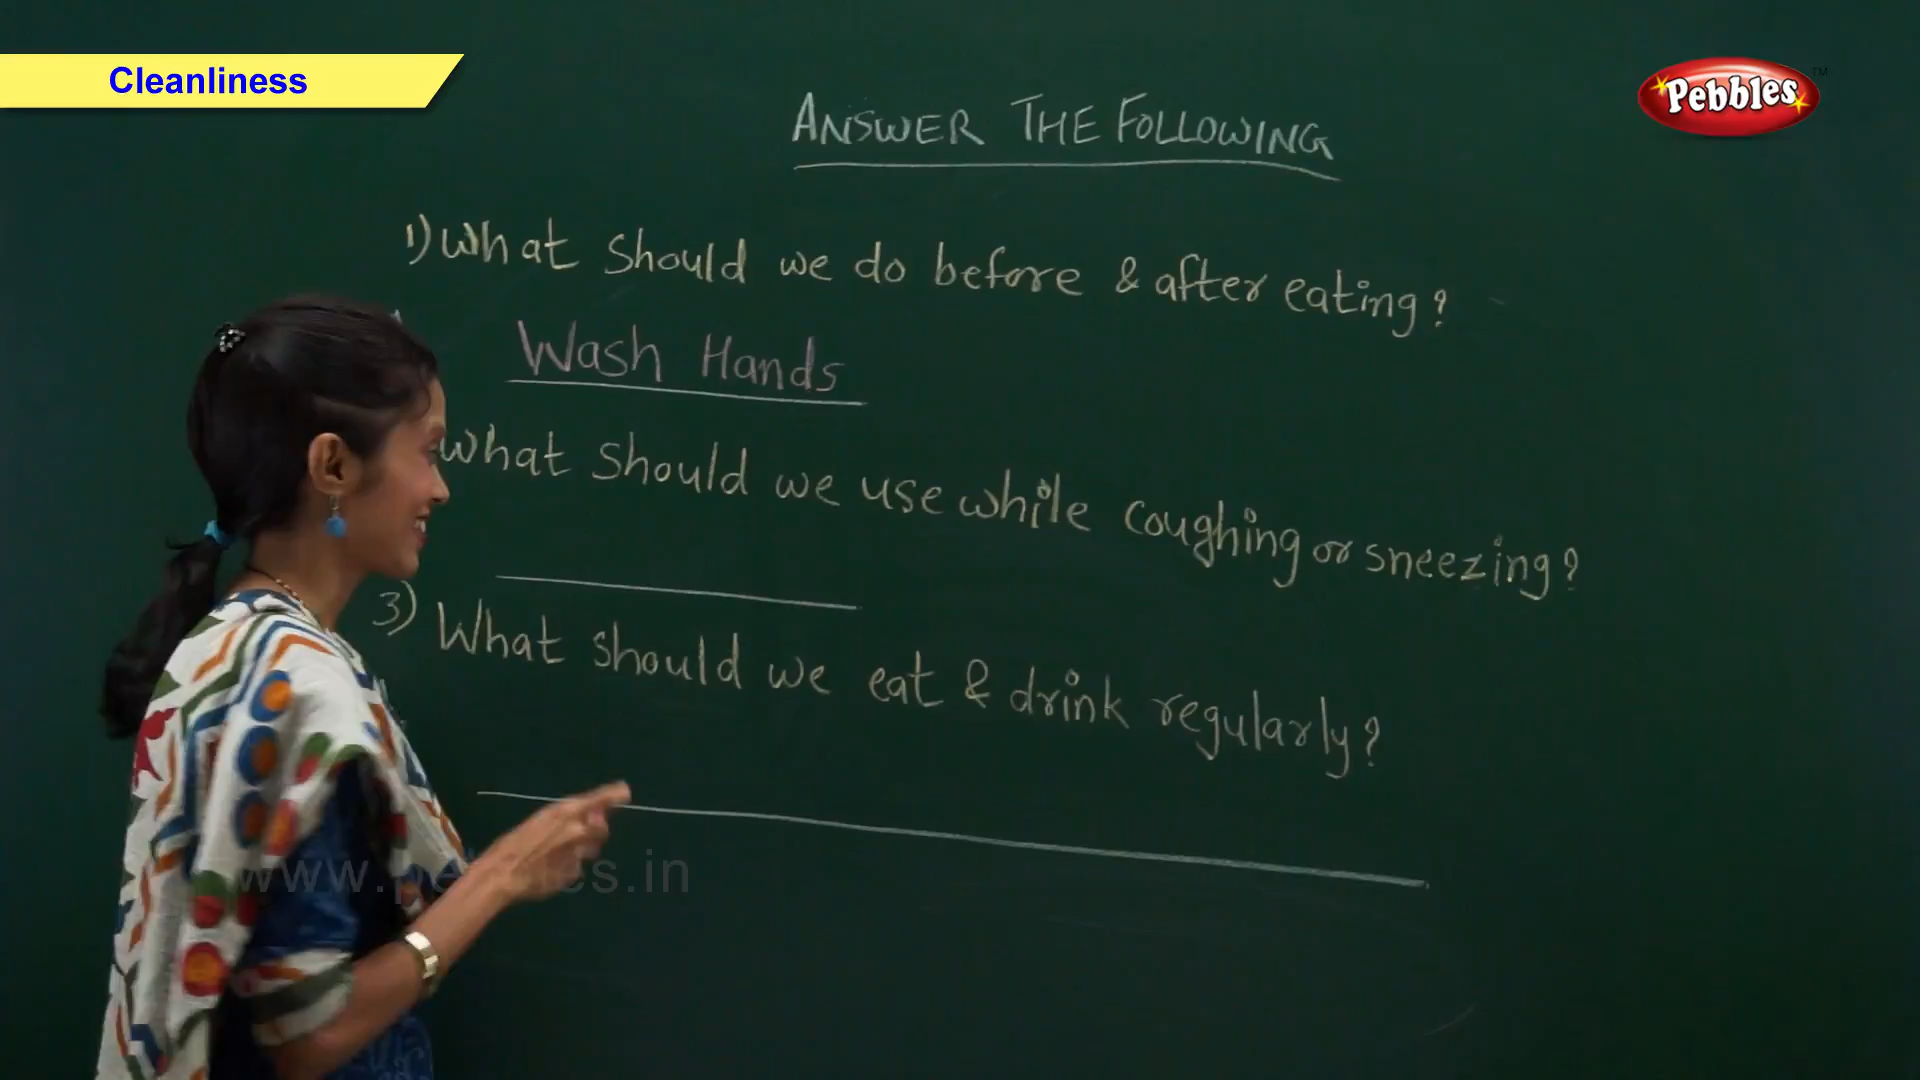 Cleanliness
Pebbles™
ANSWER THE FOLLOWING
1) What should we do before & after eating?
Wash Hands
What should we use while coughing or sneezing?
3) What should we eat & drink regularly?
www.pebbles.in